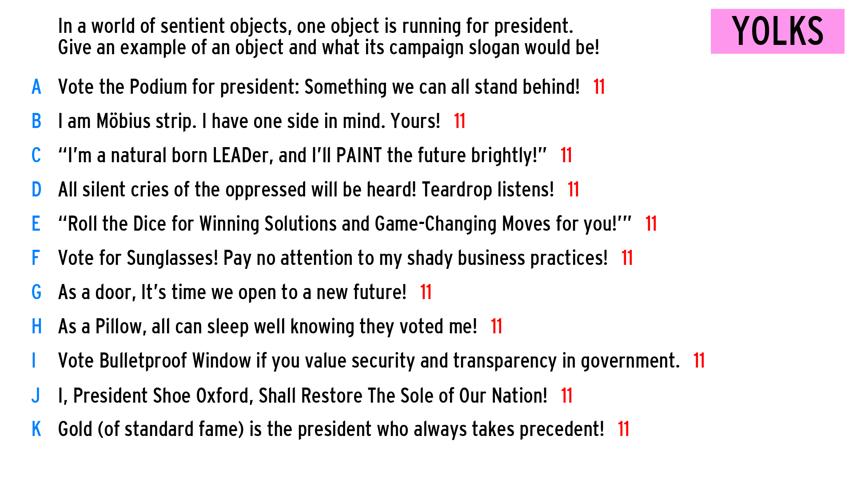 In a world of sentient objects, one object is running for president.
Give an example of an object and what its campaign slogan would be!
YOLKS
A Vote the Podium for president: Something we can all stand behind! 11
B I am Möbius strip. I have one side in mind. Yours! 11
C “I’m a natural born LEADer, and I’ll PAINT the future brightly!” 11
D All silent cries of the oppressed will be heard! Teardrop listens! 11
E “Roll the Dice for Winning Solutions and Game-Changing Moves for you!’” 11
F Vote for Sunglasses! Pay no attention to my shady business practices! 11
G As a door, It’s time we open to a new future! 11
H As a Pillow, all can sleep well knowing they voted me! 11
I Vote Bulletproof Window if you value security and transparency in government. 11
J I, President Shoe Oxford, Shall Restore The Sole of Our Nation! 11
K Gold (of standard fame) is the president who always takes precedent! 11